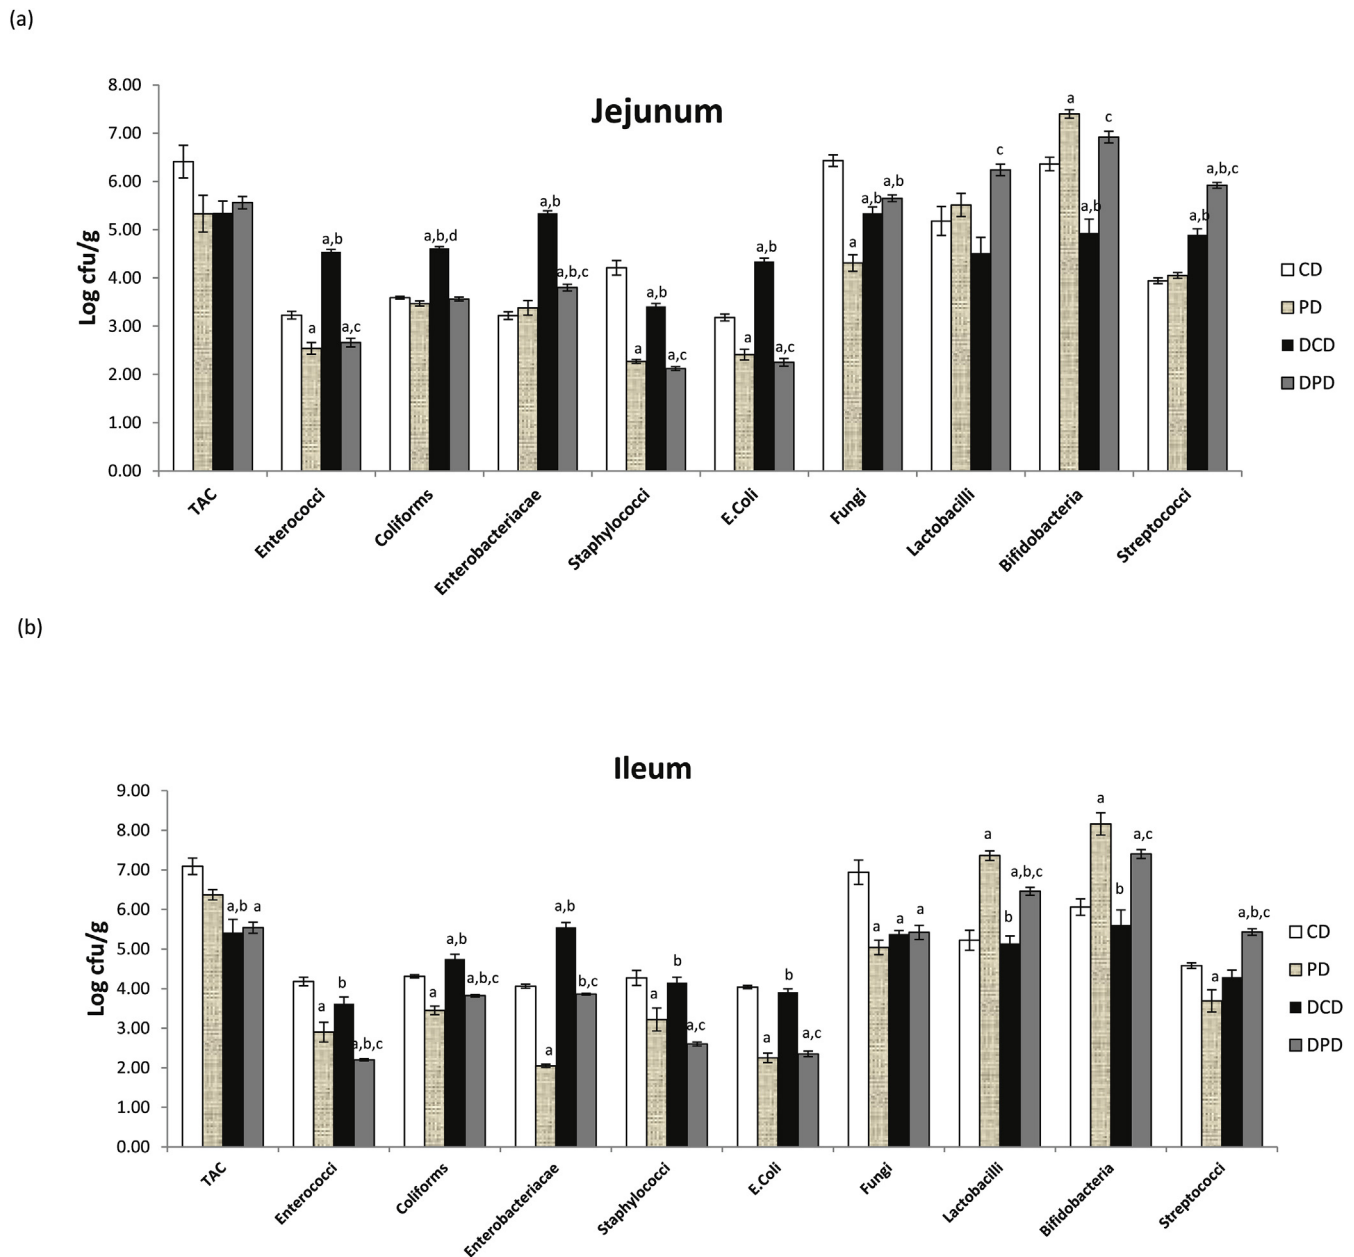 (a)
Jejunum
Log cfu/g
8.00
7.00
6.00
5.00
4.00
3.00
2.00
1.00
0.00
a
a,b
a,c
a,b,d
a,b
a,b,c
a
a,b
a,c
a
a,b
a,c
a
a,b
a,b
c
a
a,b
c
a,b
a,b,c
TAC
Enterococci
Coliforms
Enterobacteriacae
Staphylococci
E.Coli
Fungi
Lactobacilli
Bifidobacteria
Streptococci
CD
PD
DCD
DPD
(b)
Ileum
Log cfu/g
9.00
8.00
7.00
6.00
5.00
4.00
3.00
2.00
1.00
0.00
a,b
a
a
b
a,b,c
a
a,b
a,b,c
a
a,b
b,c
a
b
a,c
a
b
a,c
a
a
a
a
b
a,b,c
a
b
a,c
a
a,b,c
TAC
Enterococci
Coliforms
Enterobacteriacae
Staphylococci
E.Coli
Fungi
Lactobacilli
Bifidobacteria
Streptococci
CD
PD
DCD
DPD